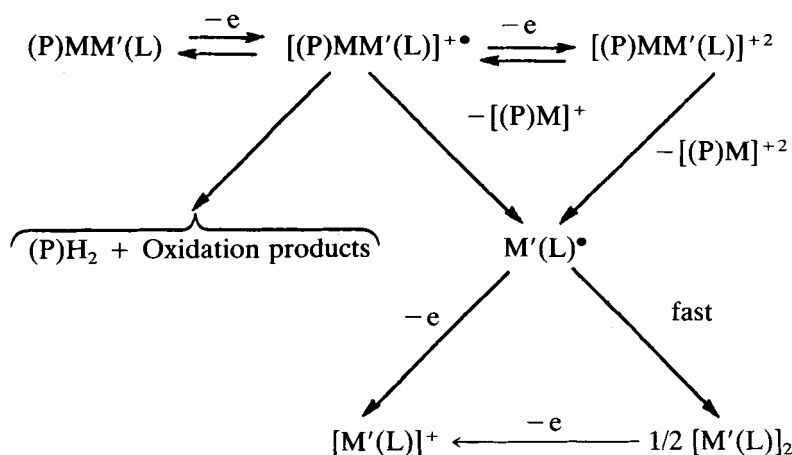 −e −e
(P)MM′(L) [(P)MM′(L)]⁺• [(P)MM′(L)]⁺²
−[(P)M]⁺
−[(P)M]⁺²
(P)H₂ + Oxidation products M′(L)•
−e fast
[M′(L)]⁺ −e 1/2 [M′(L)]₂